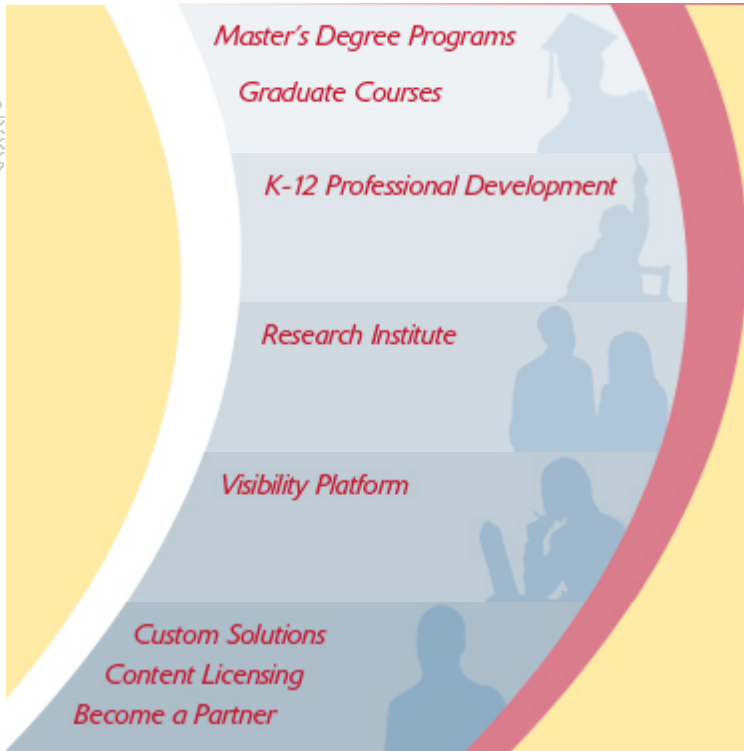 Master's Degree Programs
Graduate Courses
K-12 Professional Development
Research Institute
Visibility Platform
Custom Solutions
Content Licensing
Become a Partner